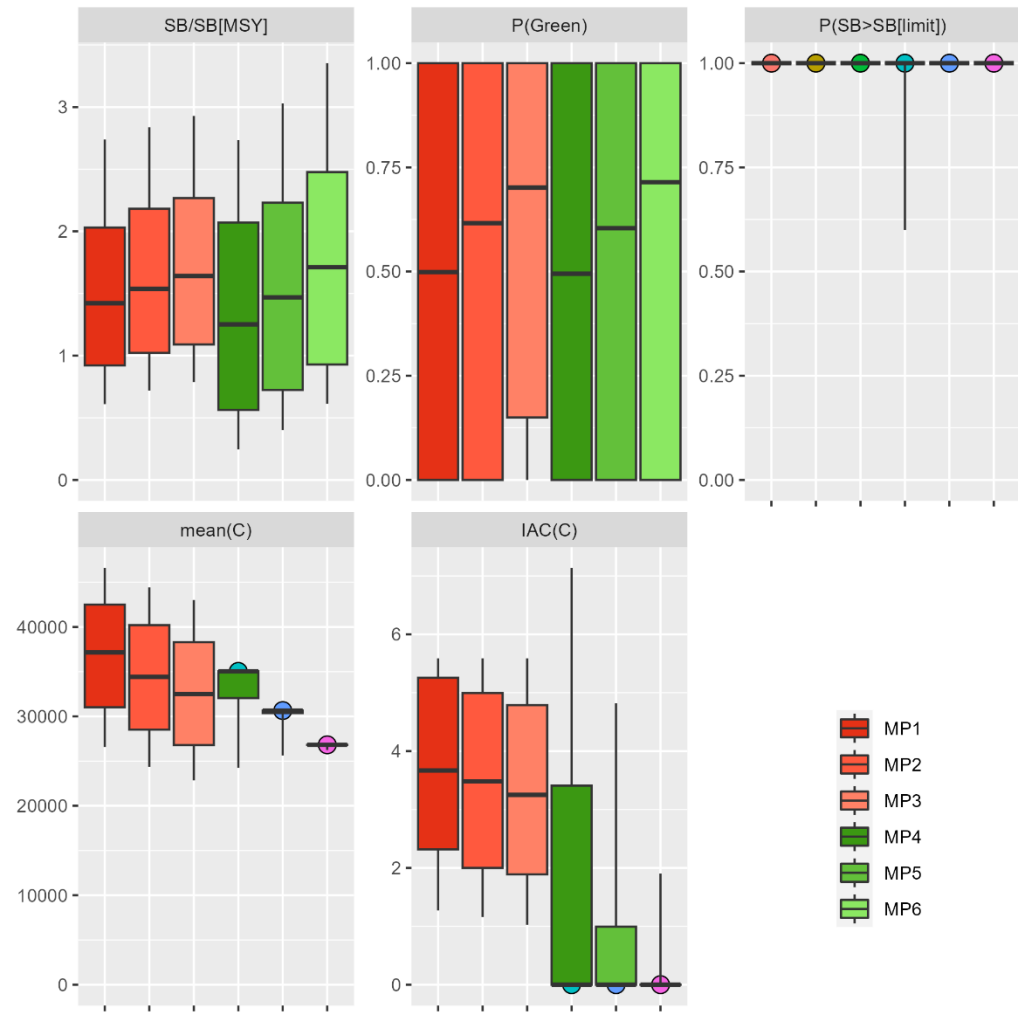 SB/SB[MSY]
P(Green)
P(SB>SB[limit])
3
2
1
0
1.00
0.75
0.50
0.25
0.00
1.00
0.75
0.50
0.25
0.00
mean(C)
IAC(C)
40000
30000
20000
10000
0
6
4
2
0
MP1
MP2
MP3
MP4
MP5
MP6